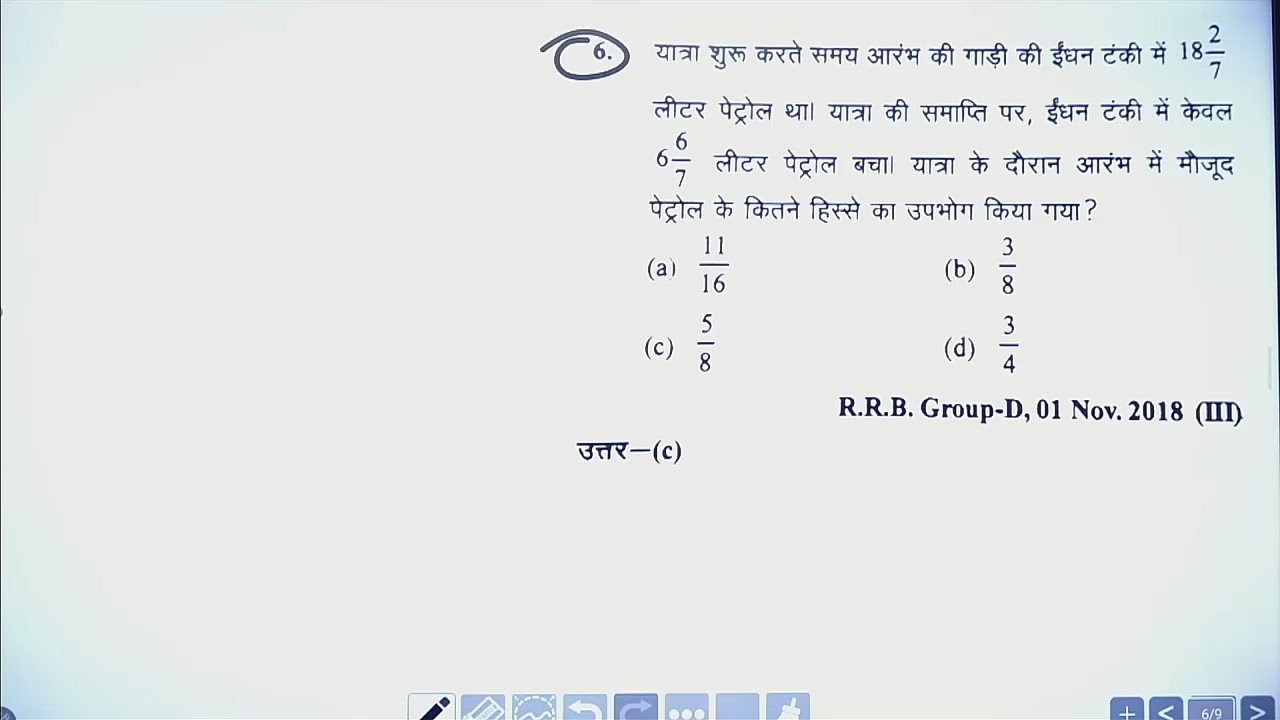 6. यात्रा शुरू करते समय आरंभ की गाड़ी की ईंधन टंकी में 18 2/7
लीटर पेट्रोल था। यात्रा की समाप्ति पर, ईंधन टंकी में केवल
6 6/7 लीटर पेट्रोल बचा। यात्रा के दौरान आरंभ में मौजूद
पेट्रोल के कितने हिस्से का उपभोग किया गया?
(a) 11/16 (b) 3/8
(c) 5/8 (d) 3/4
R.R.B. Group-D, 01 Nov. 2018 (III)
उत्तर–(c)
6/9